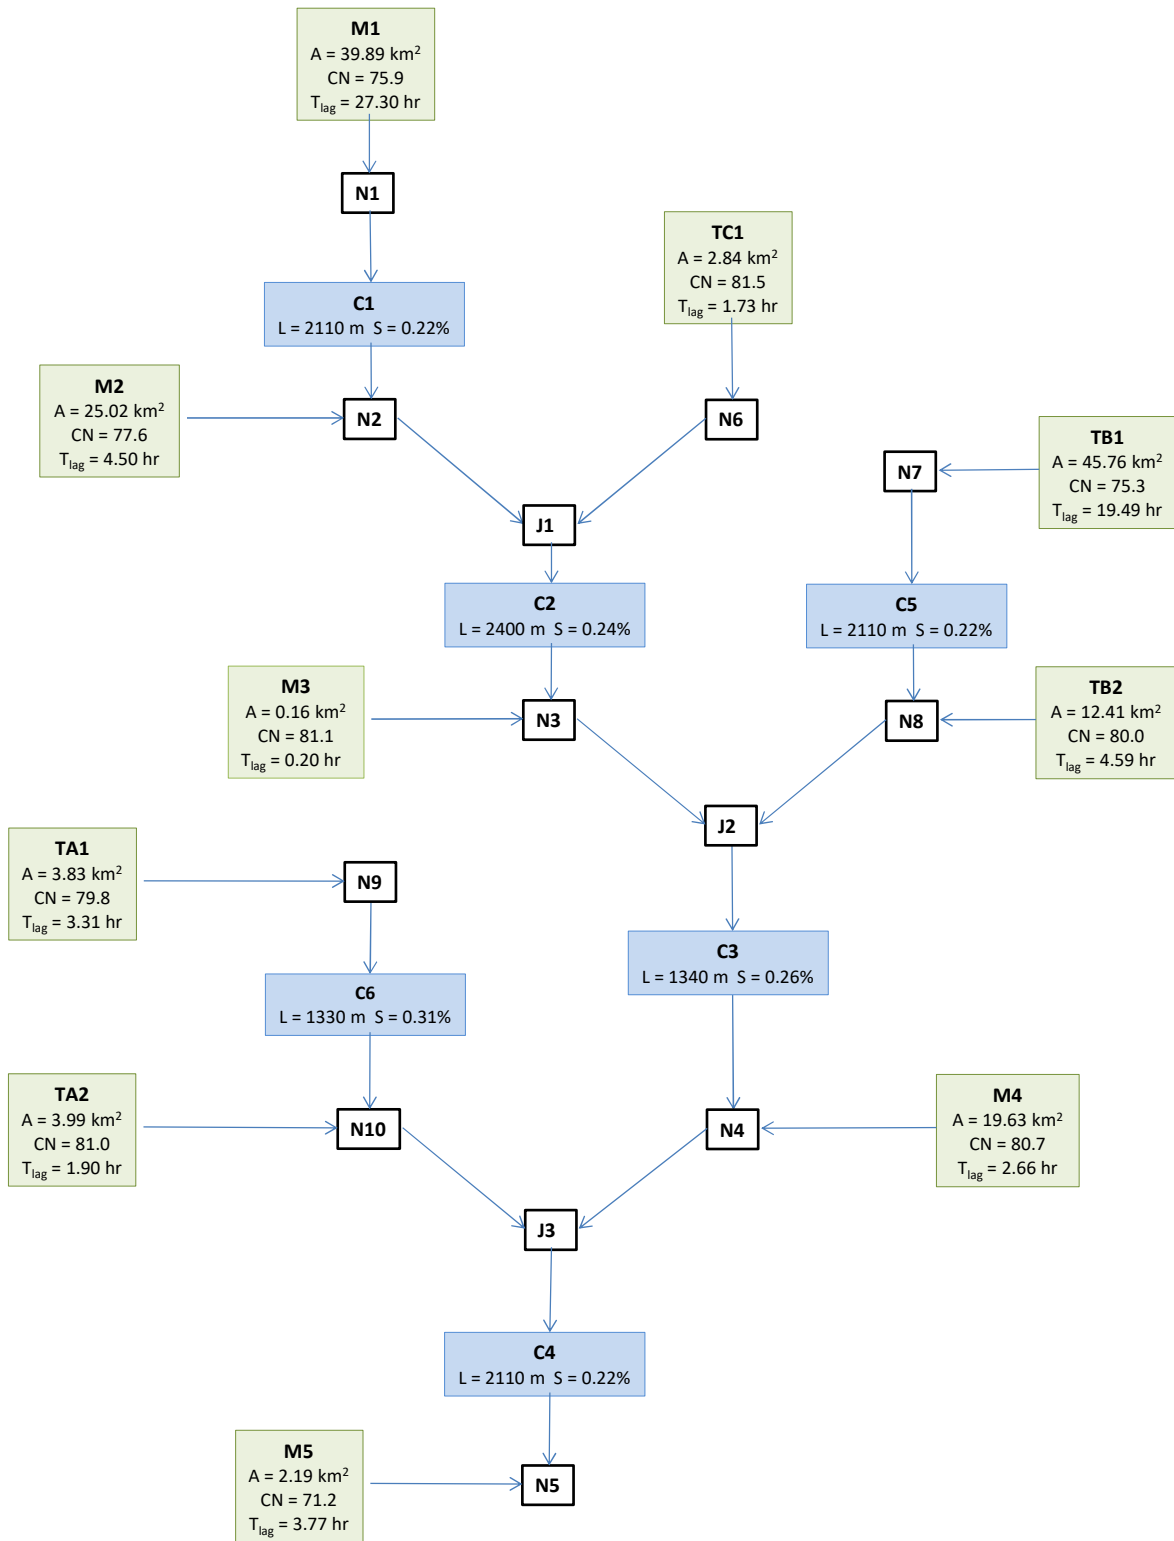 M1
A = 39.89 km²
CN = 75.9
Tlag = 27.30 hr
N1
TC1
A = 2.84 km²
CN = 81.5
Tlag = 1.73 hr
C1
L = 2110 m  S = 0.22%
M2
A = 25.02 km²
CN = 77.6
Tlag = 4.50 hr
N2
N6
TB1
A = 45.76 km²
CN = 75.3
Tlag = 19.49 hr
N7
J1
C2
L = 2400 m  S = 0.24%
C5
L = 2110 m  S = 0.22%
M3
A = 0.16 km²
CN = 81.1
Tlag = 0.20 hr
N3
N8
TB2
A = 12.41 km²
CN = 80.0
Tlag = 4.59 hr
J2
TA1
A = 3.83 km²
CN = 79.8
Tlag = 3.31 hr
N9
C3
L = 1340 m  S = 0.26%
C6
L = 1330 m  S = 0.31%
TA2
A = 3.99 km²
CN = 81.0
Tlag = 1.90 hr
N10
N4
M4
A = 19.63 km²
CN = 80.7
Tlag = 2.66 hr
J3
C4
L = 2110 m  S = 0.22%
M5
A = 2.19 km²
CN = 71.2
Tlag = 3.77 hr
N5